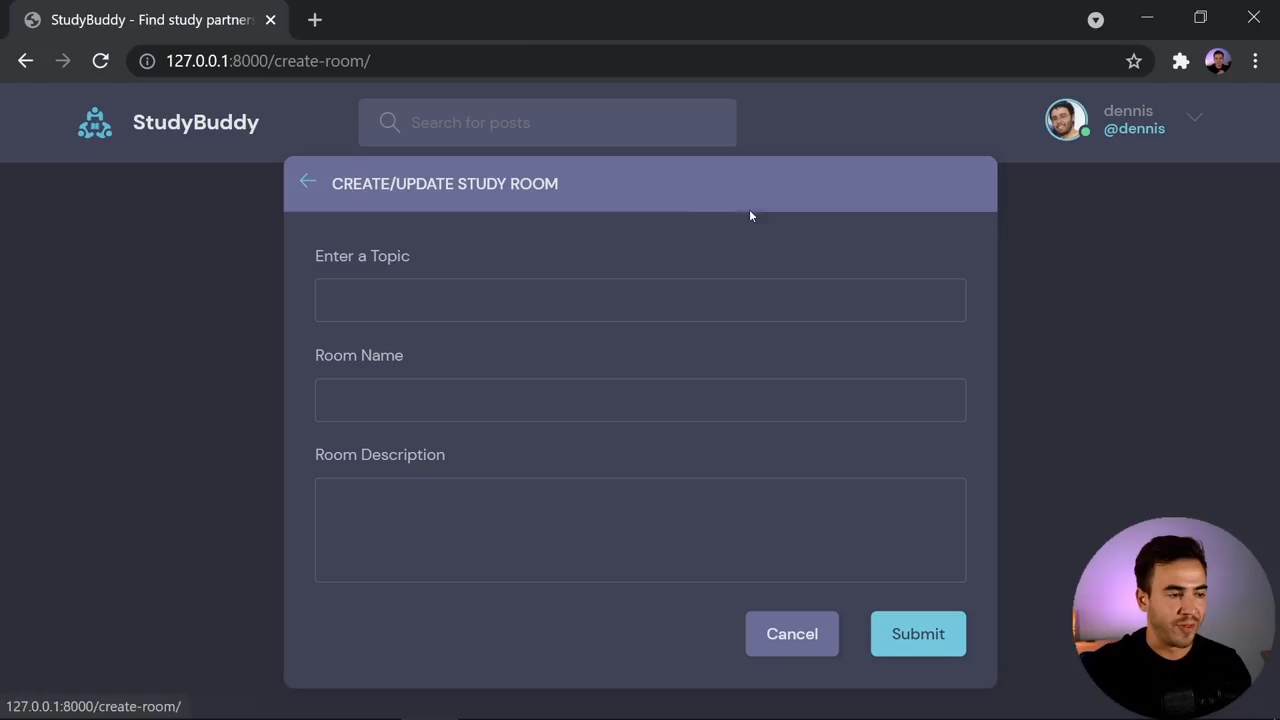 StudyBuddy - Find study partner
127.0.0.1:8000/create-room/
StudyBuddy
Search for posts
dennis
@dennis
CREATE/UPDATE STUDY ROOM
Enter a Topic
Room Name
Room Description
Cancel
Submit
127.0.0.1:8000/create-room/